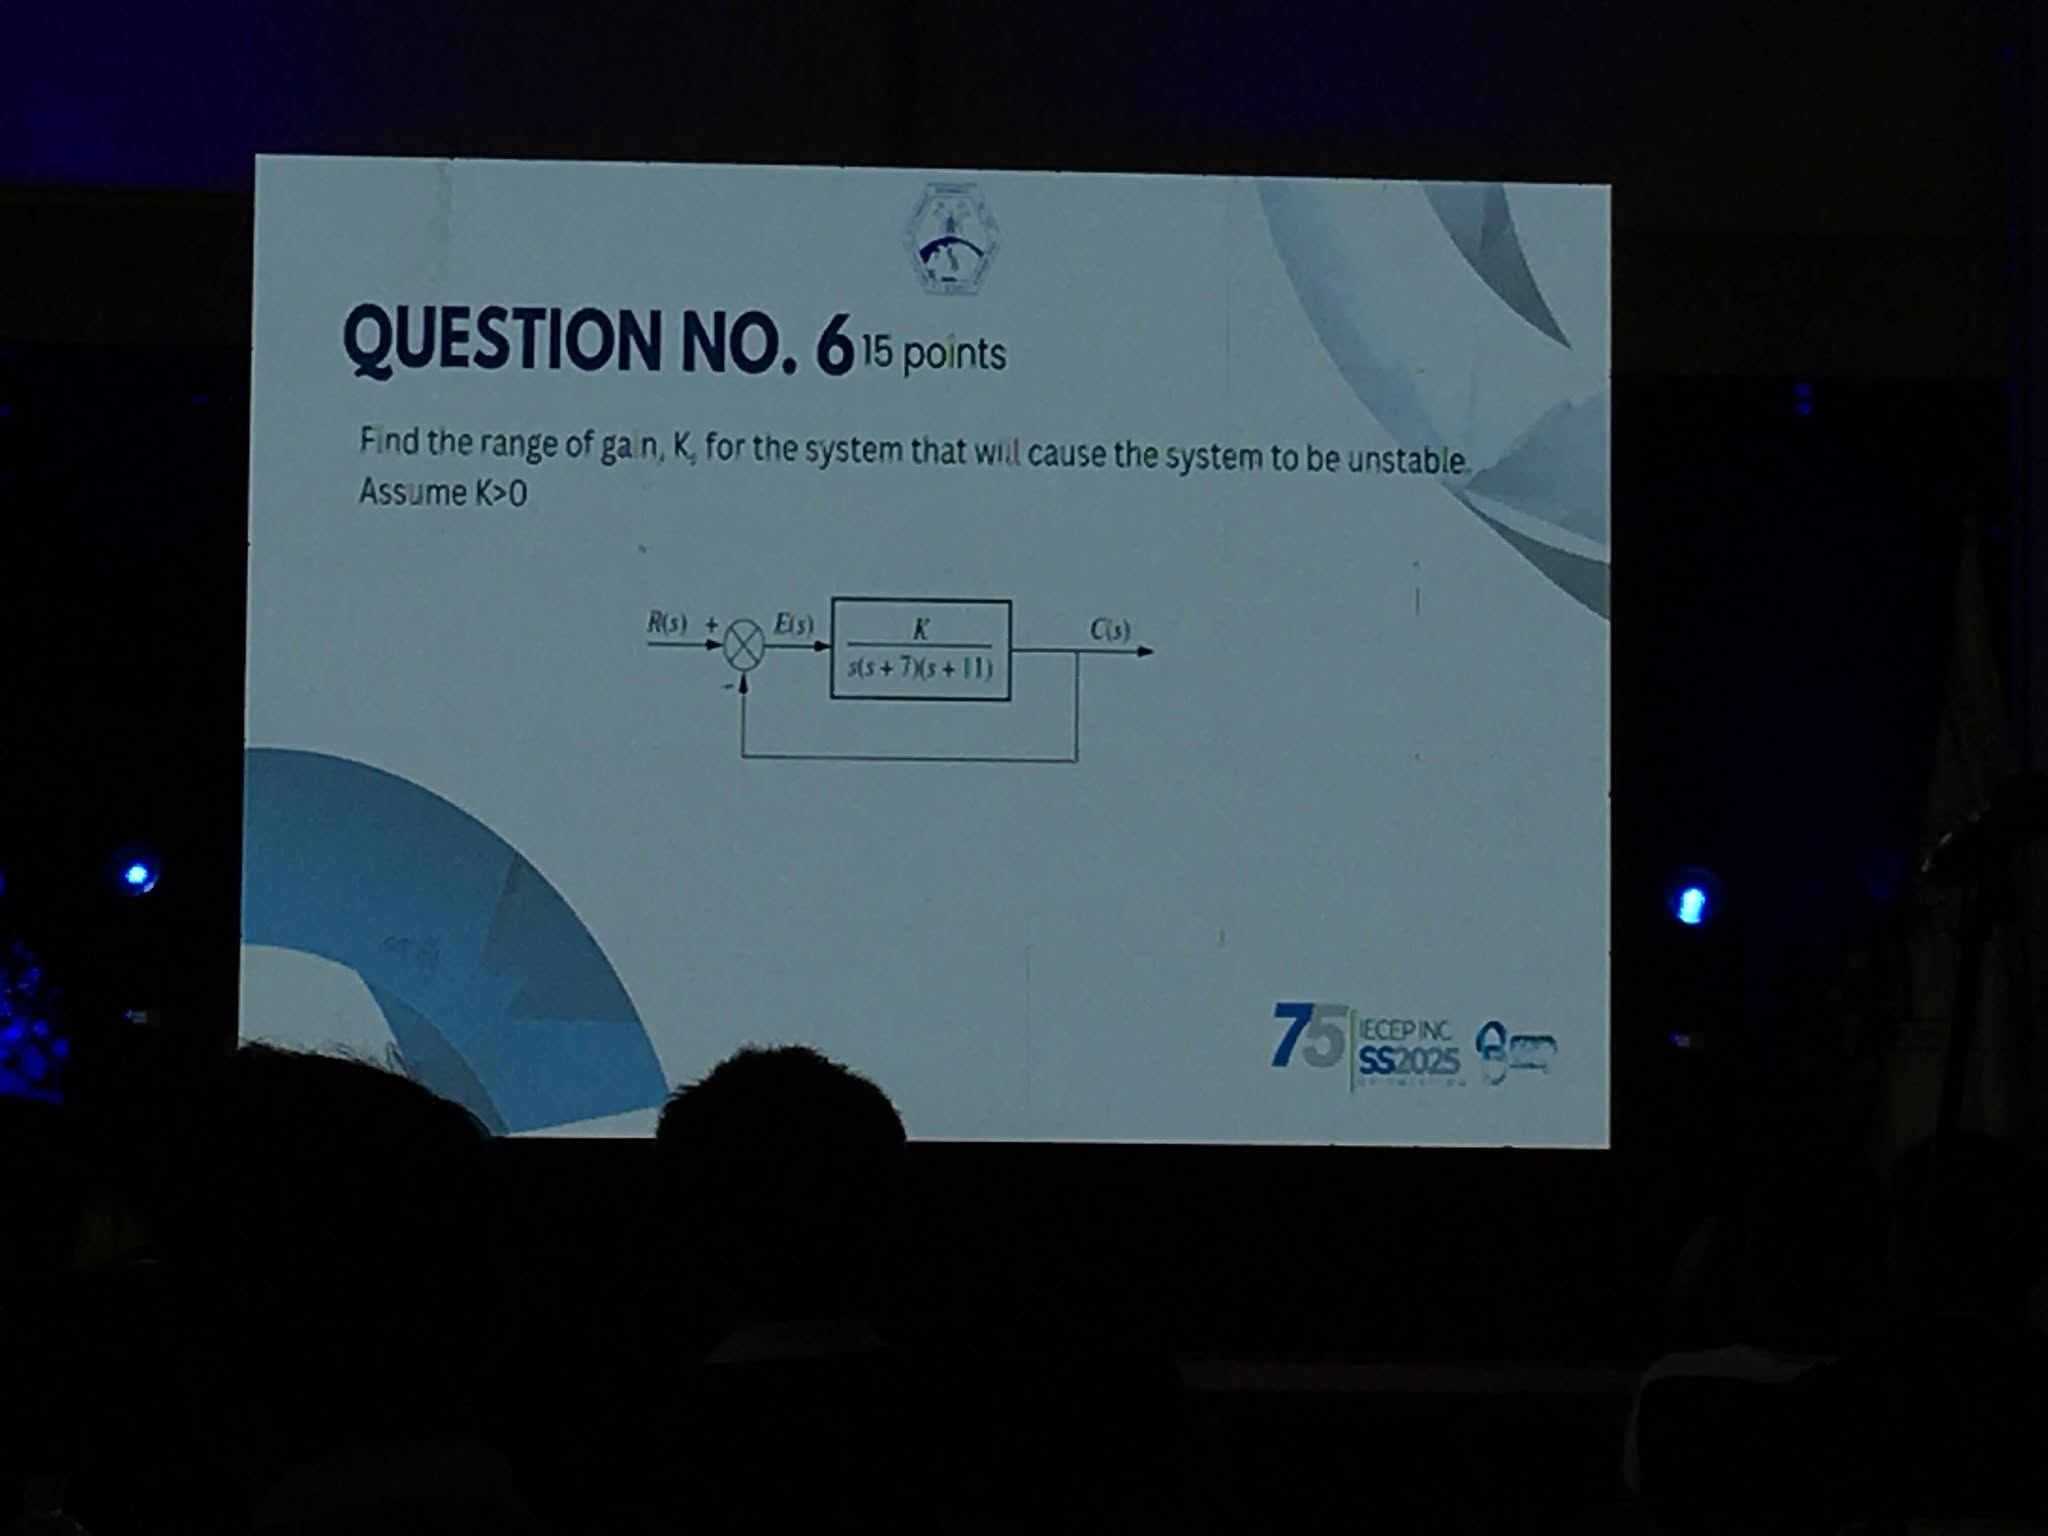 QUESTION NO. 6 15 points
Find the range of gain, K, for the system that will cause the system to be unstable.
Assume K>0
R(s) + E(s) K C(s)
s(s + 7)(s + 11)
-
75 IECEP INC
SS2025